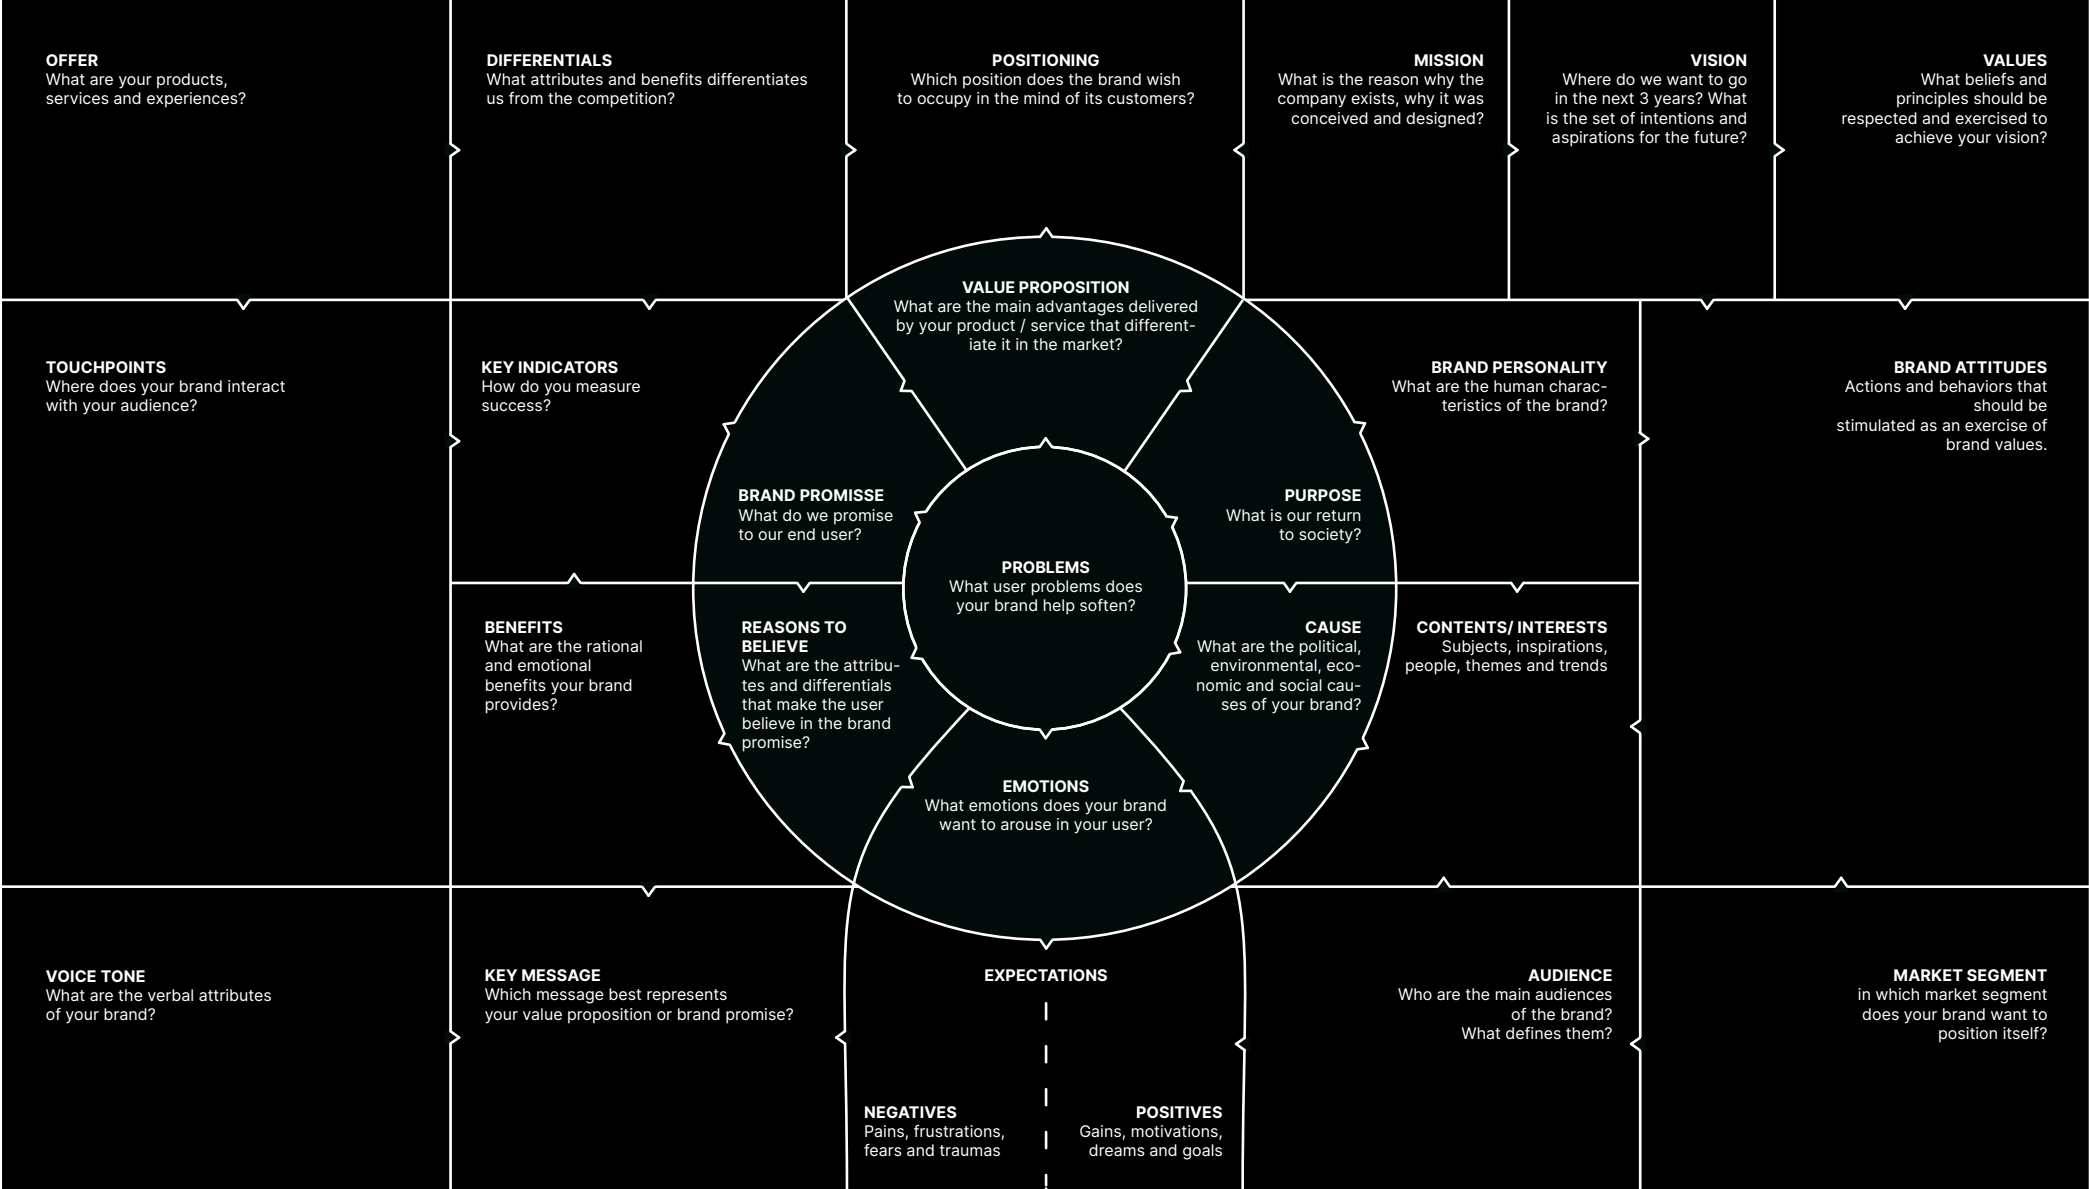 OFFER
What are your products,
services and experiences?
DIFFERENTIALS
What attributes and benefits differentiates
us from the competition?
POSITIONING
Which position does the brand wish
to occupy in the mind of its customers?
MISSION
What is the reason why the
company exists, why it was
conceived and designed?
VISION
Where do we want to go
in the next 3 years? What
is the set of intentions and
aspirations for the future?
VALUES
What beliefs and
principles should be
respected and exercised to
achieve your vision?
VALUE PROPOSITION
What are the main advantages delivered
by your product / service that different-
iate it in the market?
TOUCHPOINTS
Where does your brand interact
with your audience?
KEY INDICATORS
How do you measure
success?
BRAND PERSONALITY
What are the human charac-
teristics of the brand?
BRAND ATTITUDES
Actions and behaviors that
should be
stimulated as an exercise of
brand values.
BRAND PROMISSE
What do we promise
to our end user?
PURPOSE
What is our return
to society?
PROBLEMS
What user problems does
your brand help soften?
BENEFITS
What are the rational
and emotional
benefits your brand
provides?
REASONS TO
BELIEVE
What are the attribu-
tes and differentials
that make the user
believe in the brand
promise?
CAUSE
What are the political,
environmental, eco-
nomic and social cau-
ses of your brand?
CONTENTS/ INTERESTS
Subjects, inspirations,
people, themes and trends
EMOTIONS
What emotions does your brand
want to arouse in your user?
VOICE TONE
What are the verbal attributes
of your brand?
KEY MESSAGE
Which message best represents
your value proposition or brand promise?
EXPECTATIONS
NEGATIVES
Pains, frustrations,
fears and traumas
POSITIVES
Gains, motivations,
dreams and goals
AUDIENCE
Who are the main audiences
of the brand?
What defines them?
MARKET SEGMENT
in which market segment
does your brand want to
position itself?